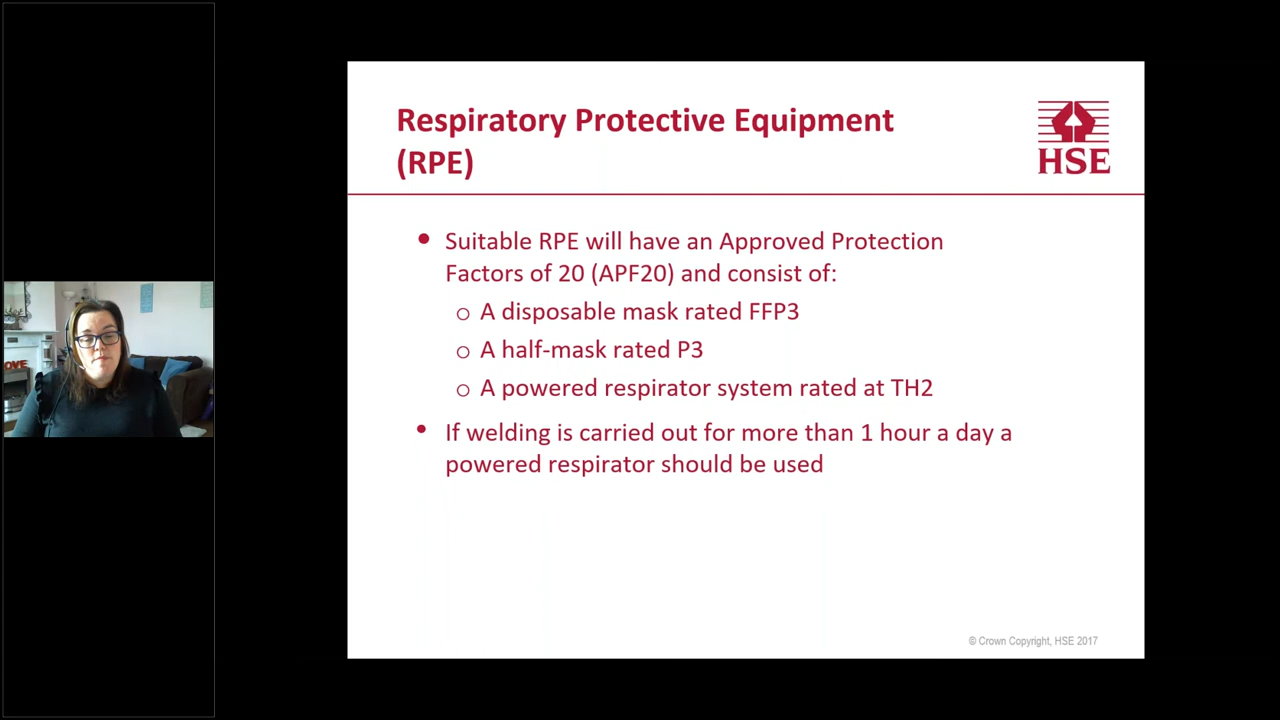 Respiratory Protective Equipment
(RPE)
HSE
• Suitable RPE will have an Approved Protection
Factors of 20 (APF20) and consist of:
o A disposable mask rated FFP3
o A half-mask rated P3
o A powered respirator system rated at TH2
• If welding is carried out for more than 1 hour a day a
powered respirator should be used
© Crown Copyright, HSE 2017
OVE